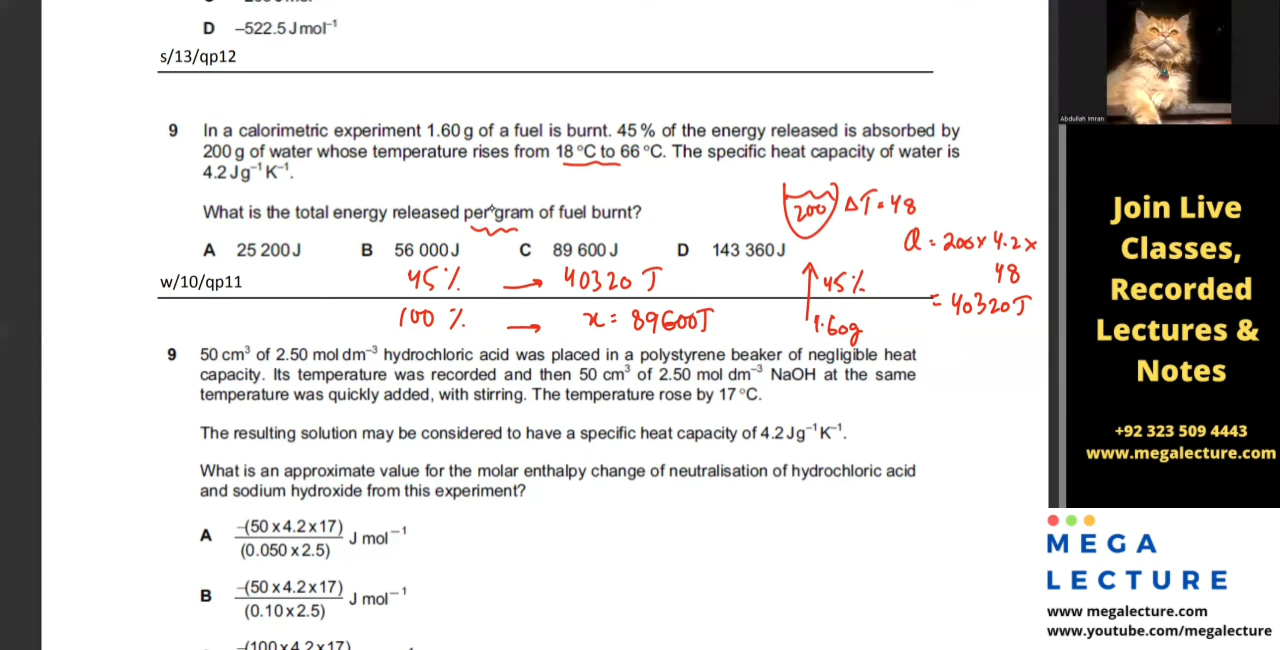 D –522.5 J mol⁻¹
s/13/qp12
9 In a calorimetric experiment 1.60 g of a fuel is burnt. 45 % of the energy released is absorbed by
200 g of water whose temperature rises from 18 °C to 66 °C. The specific heat capacity of water is
4.2 J g⁻¹ K⁻¹.
What is the total energy released per gram of fuel burnt?
A 25 200 J B 56 000 J C 89 600 J D 143 360 J
200 ΔT = 48
Q = 200 x 4.2 x
48
= 40320 J
45 % → 40320 J
100 % → x = 89600 J
45 %
1.60g
w/10/qp11
9 50 cm³ of 2.50 mol dm⁻³ hydrochloric acid was placed in a polystyrene beaker of negligible heat
capacity. Its temperature was recorded and then 50 cm³ of 2.50 mol dm⁻³ NaOH at the same
temperature was quickly added, with stirring. The temperature rose by 17 °C.
The resulting solution may be considered to have a specific heat capacity of 4.2 J g⁻¹ K⁻¹.
What is an approximate value for the molar enthalpy change of neutralisation of hydrochloric acid
and sodium hydroxide from this experiment?
A –(50 x 4.2 x 17)
(0.050 x 2.5) J mol⁻¹
B –(50 x 4.2 x 17)
(0.10 x 2.5) J mol⁻¹
–(100 x 4.2 x 17)
Abdullah Imran
Join Live
Classes,
Recorded
Lectures &
Notes
+92 323 509 4443
www.megalecture.com
MEGA
LECTURE
www megalecture.com
www.youtube.com/megalecture